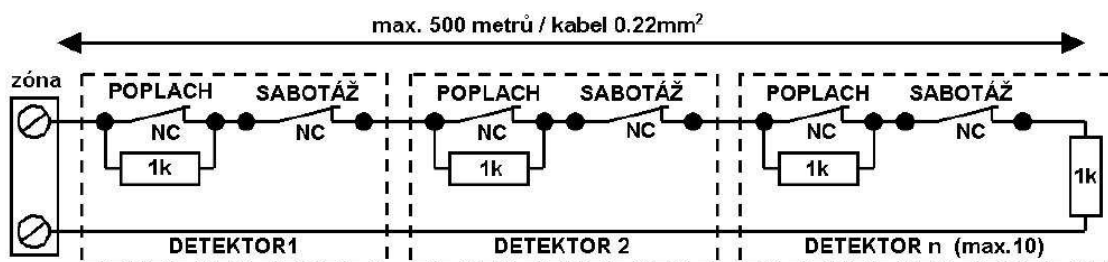 max. 500 metrů / kabel 0.22mm²
zóna
POPLACH SABOTÁŽ POPLACH SABOTÁŽ POPLACH SABOTÁŽ
NC NC NC NC NC NC
1k 1k 1k 1k
DETEKTOR1 DETEKTOR 2 DETEKTOR n (max.10)